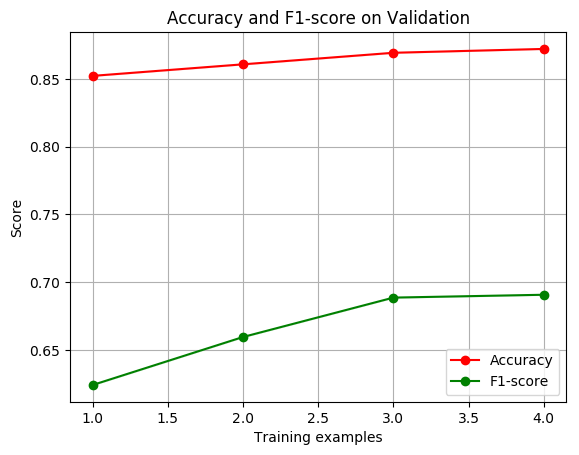 Accuracy and F1-score on Validation
Score
0.85
0.80
0.75
0.70
0.65
1.0 1.5 2.0 2.5 3.0 3.5 4.0
Training examples
Accuracy
F1-score